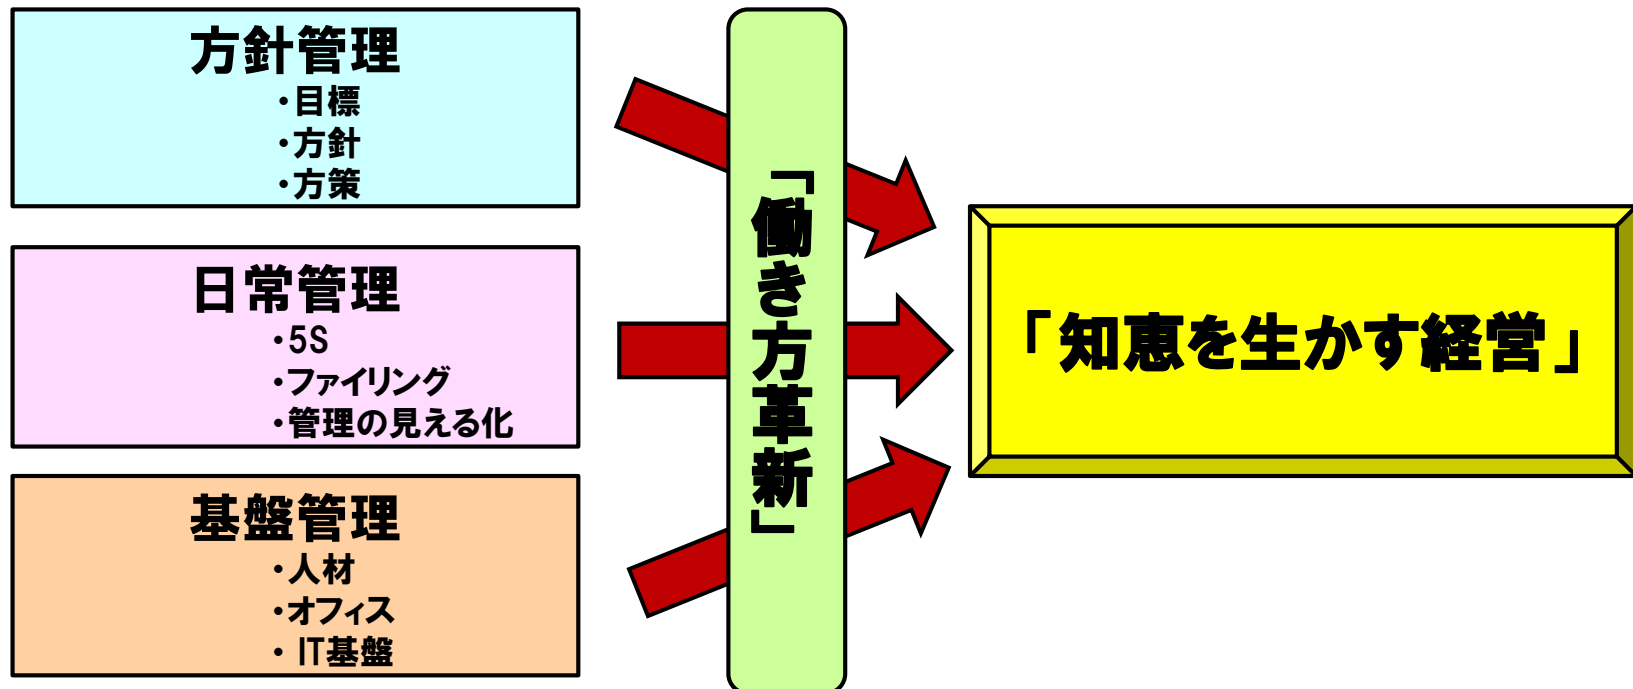 方針管理
・目標
・方針
・方策
日常管理
・5S
・ファイリング
・管理の見える化
基盤管理
・人材
・オフィス
・IT基盤
「働き方革新」
「知恵を生かす経営」